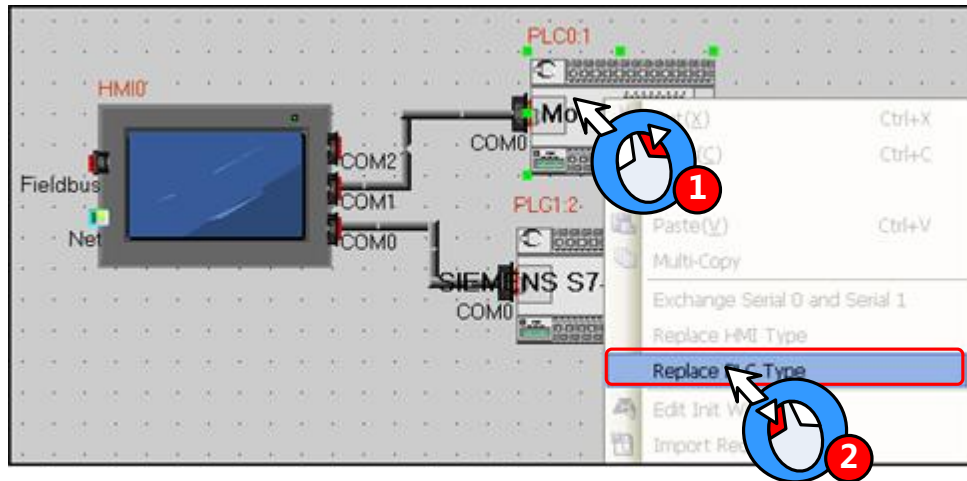 PLC0:1
HMI0
Mo
COM0
COM2
COM1
COM0
Fieldbus
Net
PLC1:2
SIEMENS S7-
COM0
(X) Ctrl+X
(C) Ctrl+C
1
Paste(V) Ctrl+V
Multi-Copy
Exchange Serial 0 and Serial 1
Replace HMI Type
Replace PLC Type
Edit Init W
Import Rec
2